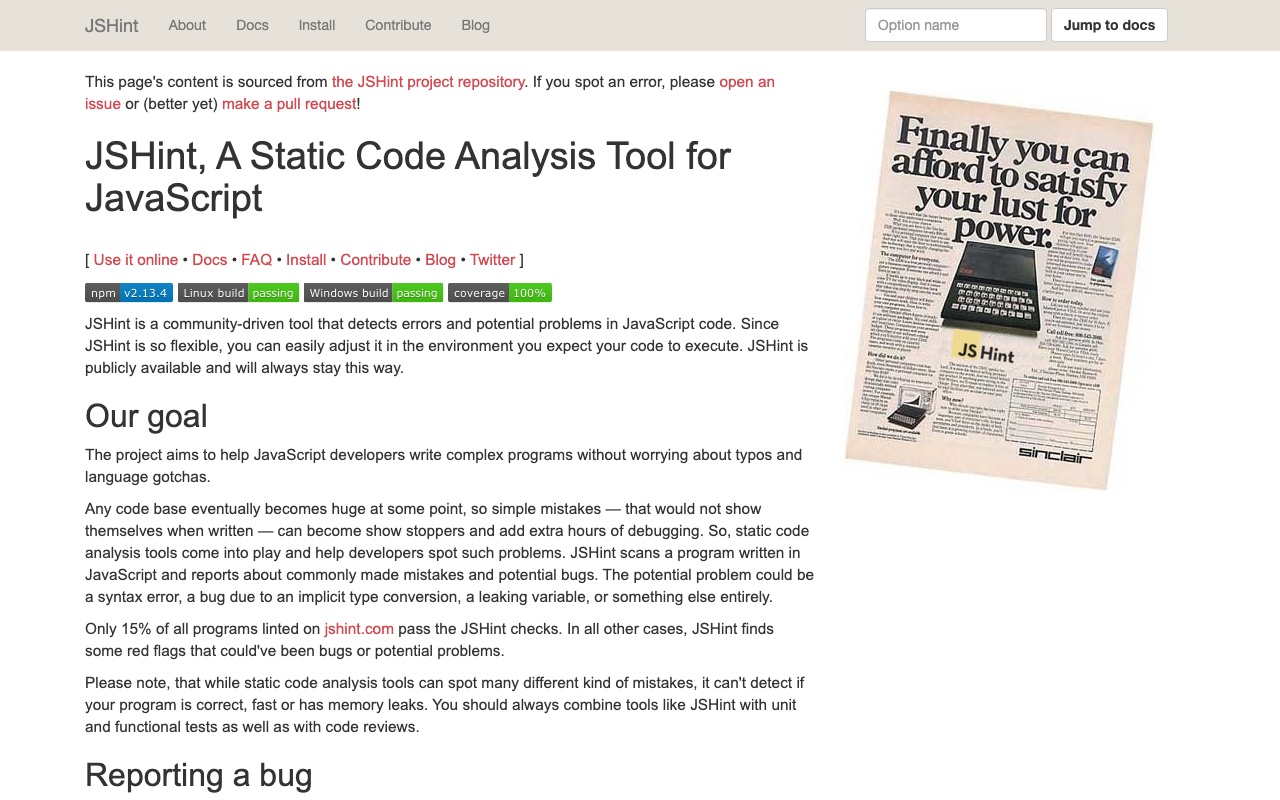 JSHint About Docs Install Contribute Blog Option name Jump to docs
This page's content is sourced from the JSHint project repository. If you spot an error, please open an
issue or (better yet) make a pull request!
JSHint, A Static Code Analysis Tool for
JavaScript
[ Use it online • Docs • FAQ • Install • Contribute • Blog • Twitter ]
npm v2.13.4 Linux build passing Windows build passing coverage 100%
JSHint is a community-driven tool that detects errors and potential problems in JavaScript code. Since
JSHint is so flexible, you can easily adjust it in the environment you expect your code to execute. JSHint is
publicly available and will always stay this way.
Our goal
The project aims to help JavaScript developers write complex programs without worrying about typos and
language gotchas.
Any code base eventually becomes huge at some point, so simple mistakes — that would not show
themselves when written — can become show stoppers and add extra hours of debugging. So, static code
analysis tools come into play and help developers spot such problems. JSHint scans a program written in
JavaScript and reports about commonly made mistakes and potential bugs. The potential problem could be
a syntax error, a bug due to an implicit type conversion, a leaking variable, or something else entirely.
Only 15% of all programs linted on jshint.com pass the JSHint checks. In all other cases, JSHint finds
some red flags that could've been bugs or potential problems.
Please note, that while static code analysis tools can spot many different kind of mistakes, it can't detect if
your program is correct, fast or has memory leaks. You should always combine tools like JSHint with unit
and functional tests as well as with code reviews.
Reporting a bug
Finally you can
afford to satisfy
your lust for
power.
The computer for everyone.
How to order today.
JS Hint
How did we do it?
Why now?
sinclair